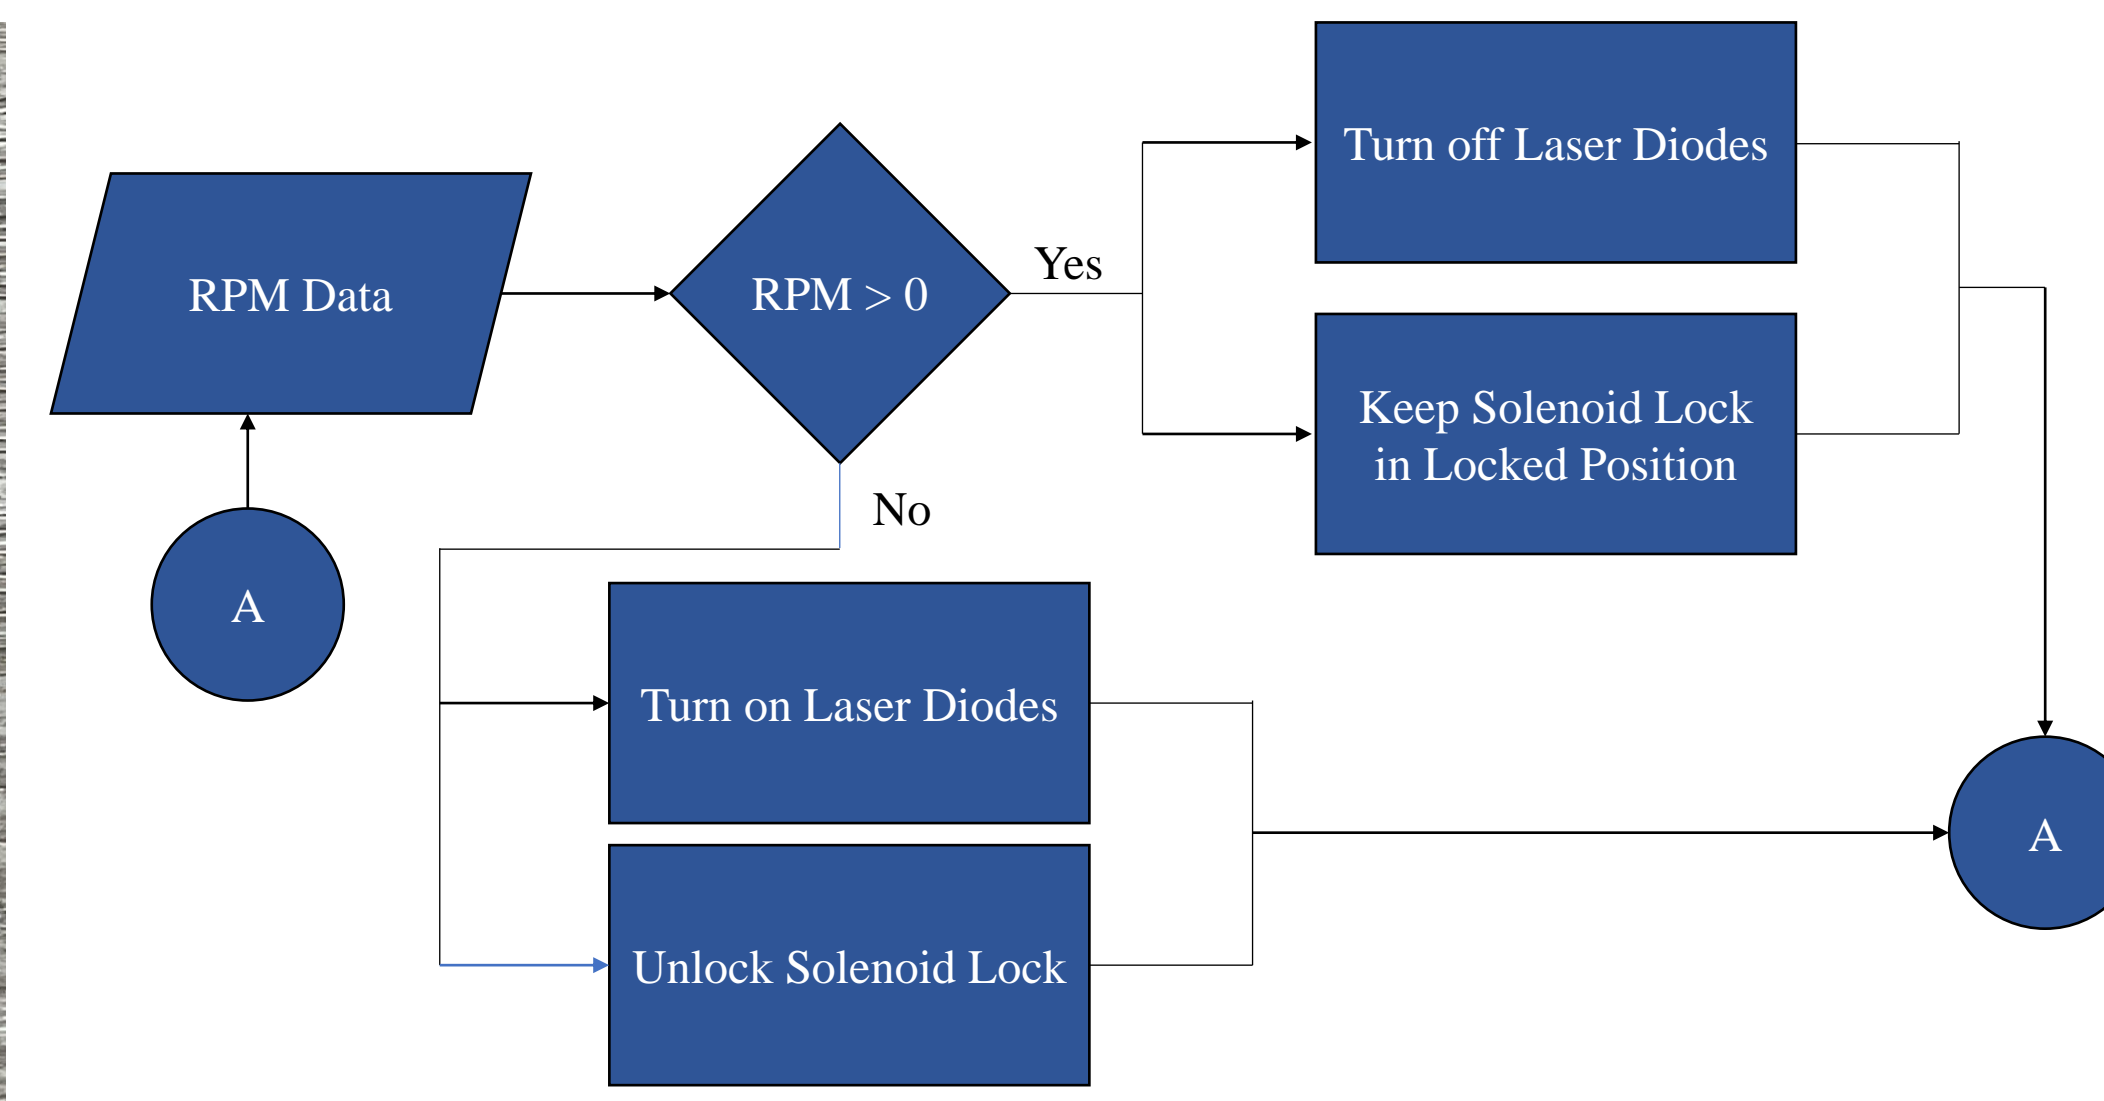 Turn off Laser Diodes
RPM Data
RPM > 0
Yes
Keep Solenoid Lock
in Locked Position
No
A
Turn on Laser Diodes
A
Unlock Solenoid Lock